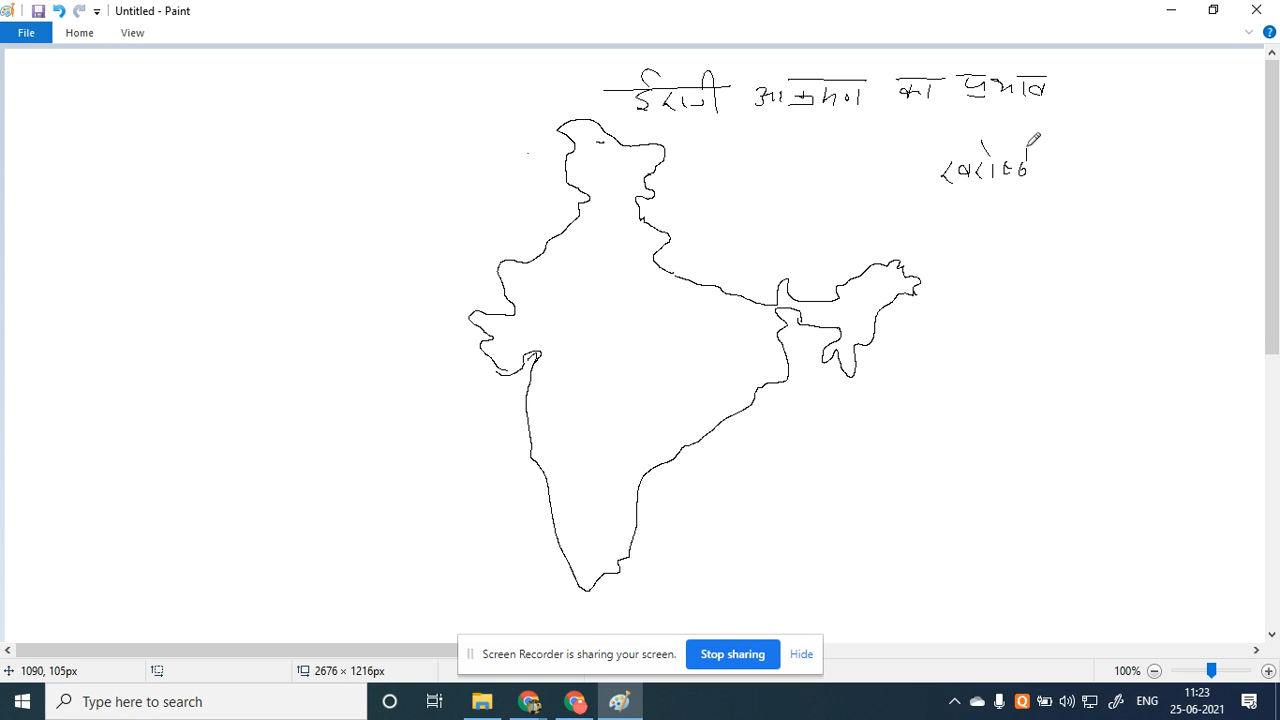 Untitled - Paint
File Home View
ईरानी आक्रमण का प्रभाव
खरोष्ठी
Screen Recorder is sharing your screen. Stop sharing Hide
1090, 105px 2676 × 1216px 100%
Type here to search ENG 11:23 25-06-2021